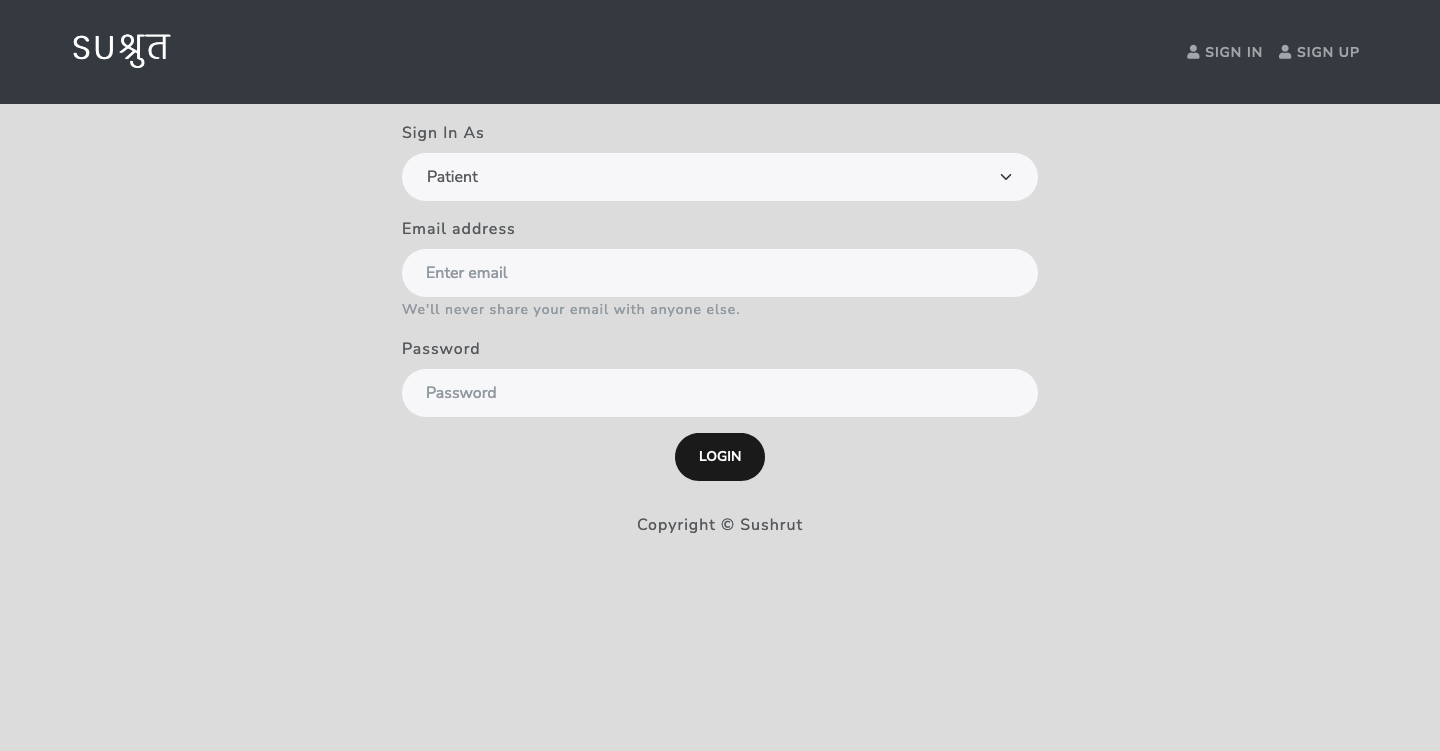 SUश्रुत
SIGN IN SIGN UP
Sign In As
Patient
Email address
Enter email
We'll never share your email with anyone else.
Password
Password
LOGIN
Copyright © Sushrut